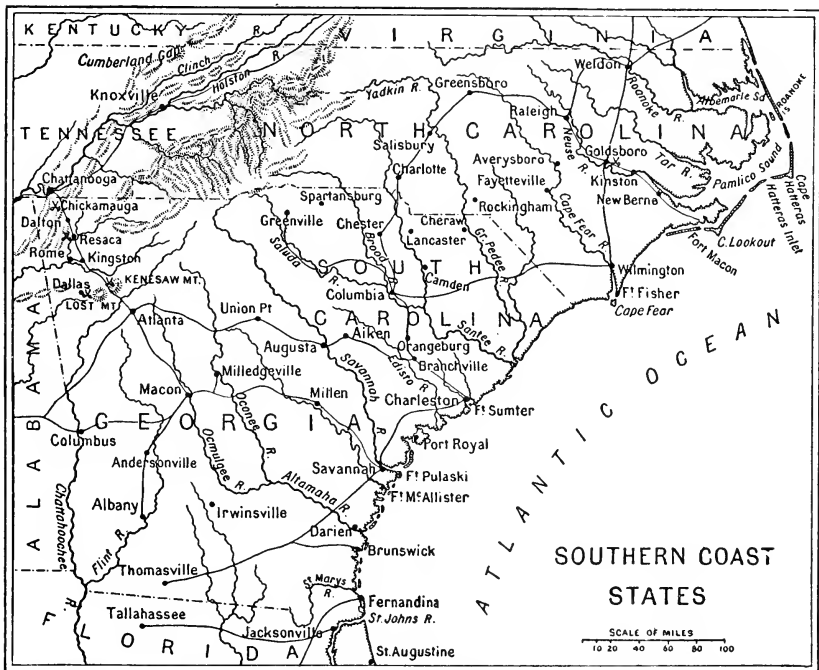 KENTUCKY
VIRGINIA
Cumberland Gap
Clinch R.
Holston R.
Weldon
Knoxville
Yadkin R.
Greensboro
Roanoke R.
Albemarle Sd
ROANOKE IS
Raleigh
TENNESSEE
NORTH CAROLINA
Salisbury
Neuse R.
Goldsboro
Tar R.
Charlotte
Averysboro
Pamlico Sound
Chattanooga
Fayetteville
Kinston
New Berne
Cape Hatteras
Hatteras Inlet
Chickamauga
Spartansburg
Greenville
Chester
Cheraw
Rockingham
Cape Fear R.
C. Lookout
Fort Macon
Dalton
Resaca
Lancaster
Rome
Kingston
Saluda R.
Broad
Gr. Pedee R.
KENESAW MT.
SOUTH CAROLINA
Camden
Wilmington
Dallas
LOST MT.
Columbia
Ft. Fisher
Cape Fear
Atlanta
Union Pt
Aiken
Orangeburg
Santee R.
Augusta
Branchville
Milledgeville
Savannah R.
Edisto R.
Macon
Millen
Charleston
Ft. Sumter
ALABAMA
GEORGIA
Oconee R.
Columbus
Port Royal
Andersonville
Ocmulgee R.
Savannah
Ft. Pulaski
Altamaha R.
Ft. McAllister
Chattahoochee R.
Albany
Irwinsville
Flint R.
Darien
Brunswick
Thomasville
St Marys R.
Tallahassee
Fernandina
St. Johns R.
FLORIDA
Jacksonville
St. Augustine
ATLANTIC OCEAN
SOUTHERN COAST
STATES
SCALE OF MILES
10 20 40 60 80 100